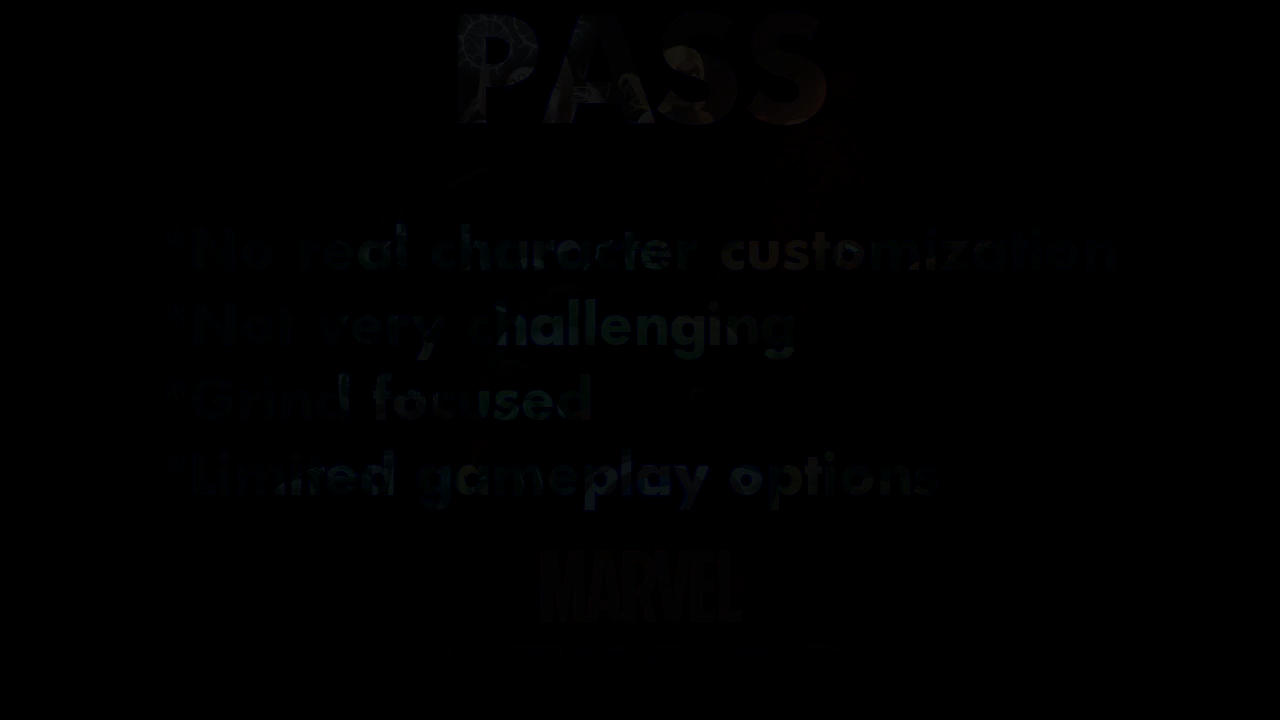 PASS
*No real character customization
*Not very challenging
*Grind focused
*Limited gameplay options
MARVEL